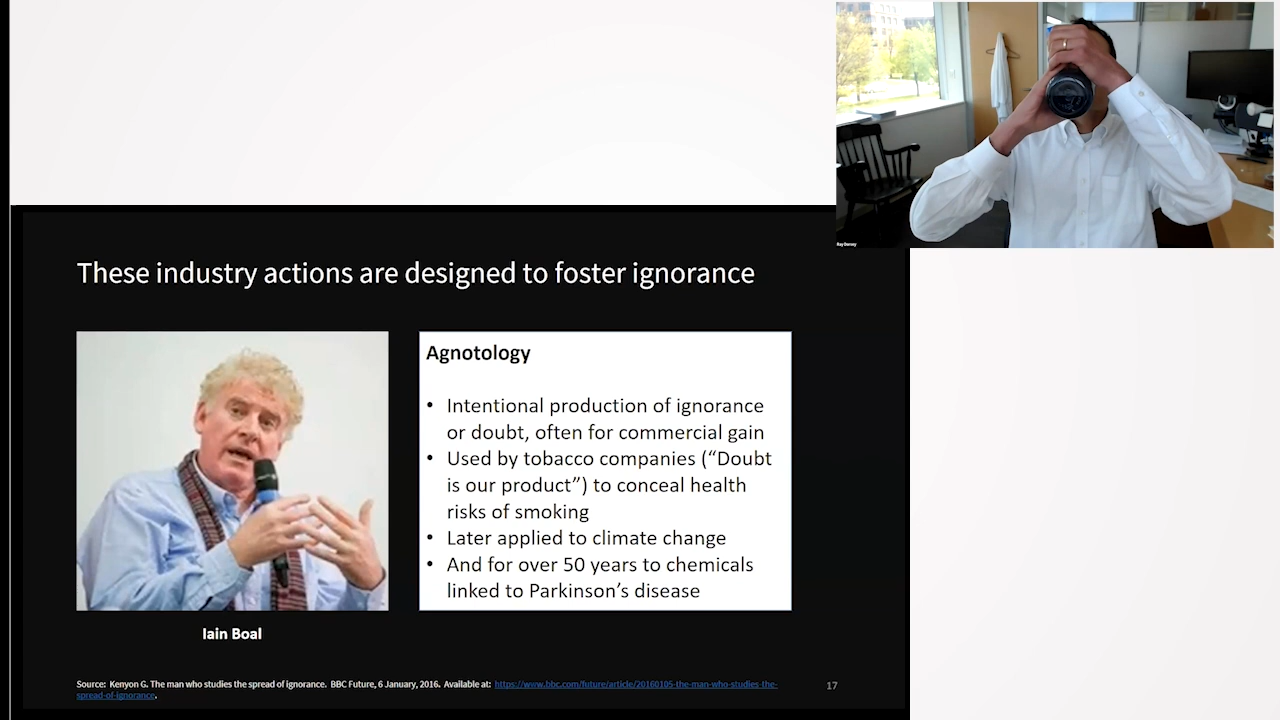 Ray Dorsey
These industry actions are designed to foster ignorance
Agnotology
• Intentional production of ignorance
or doubt, often for commercial gain
• Used by tobacco companies (“Doubt
is our product”) to conceal health
risks of smoking
• Later applied to climate change
• And for over 50 years to chemicals
linked to Parkinson’s disease
Iain Boal
Source: Kenyon G. The man who studies the spread of ignorance. BBC Future, 6 January, 2016. Available at: https://www.bbc.com/future/article/20160105-the-man-who-studies-the-
spread-of-ignorance.
17